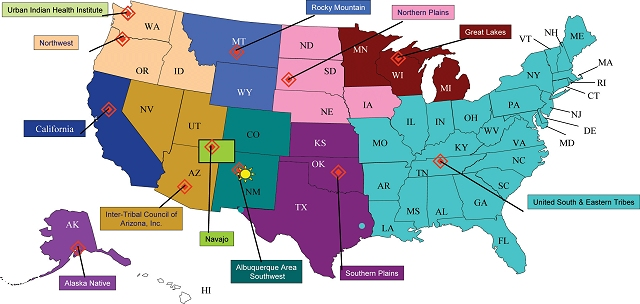 Urban Indian Health Institute
Rocky Mountain
Northern Plains
Great Lakes
Northwest
California
Inter-Tribal Council of
Arizona, Inc.
Navajo
Albuquerque Area
Southwest
Southern Plains
United South & Eastern Tribes
Alaska Native
WA
OR
ID
MT
WY
ND
SD
NE
IA
MN
WI
MI
NV
UT
AZ
CO
NM
KS
OK
TX
MO
AR
LA
IL
IN
OH
KY
TN
MS
AL
GA
FL
SC
NC
VA
WV
PA
NY
VT
NH
ME
MA
RI
CT
NJ
DE
MD
AK
HI